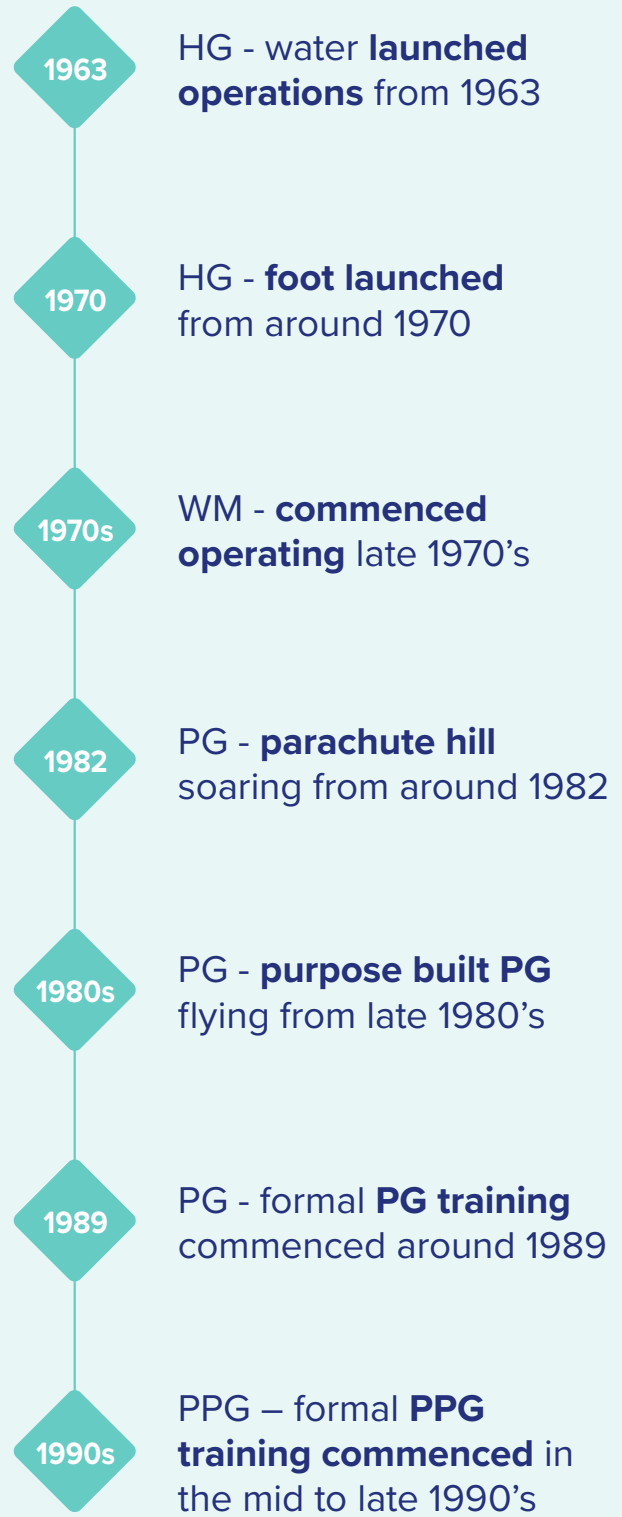 1963
HG - water launched
operations from 1963
1970
HG - foot launched
from around 1970
1970s
WM - commenced
operating late 1970’s
1982
PG - parachute hill
soaring from around 1982
1980s
PG - purpose built PG
flying from late 1980’s
1989
PG - formal PG training
commenced around 1989
1990s
PPG – formal PPG
training commenced in
the mid to late 1990’s